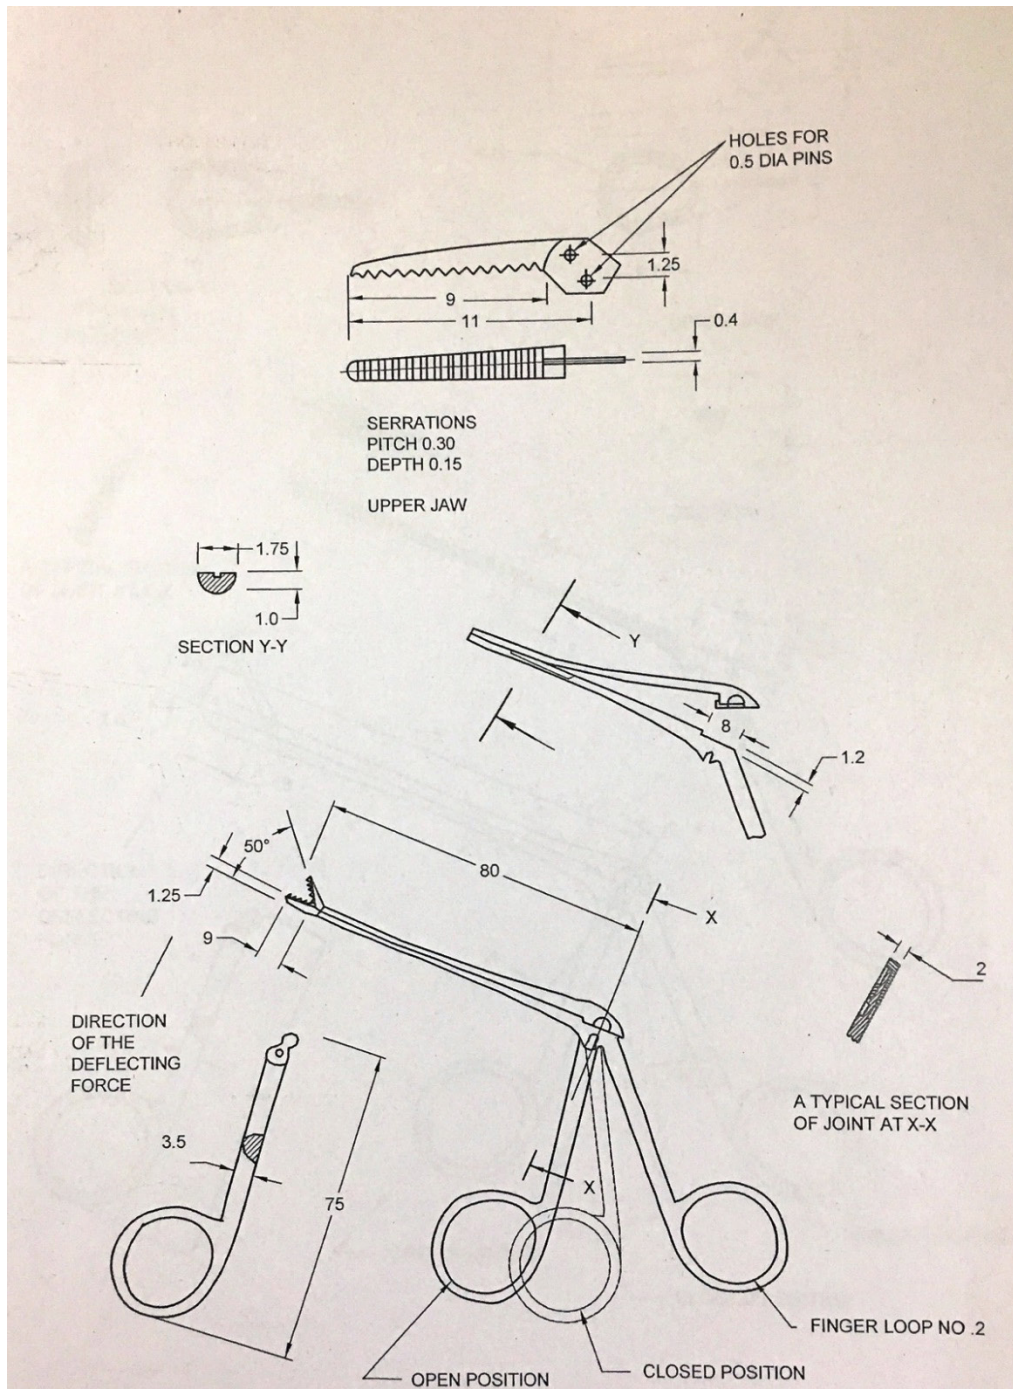 HOLES FOR
0.5 DIA PINS
1.25
9
11
0.4
SERRATIONS
PITCH 0.30
DEPTH 0.15
UPPER JAW
1.75
1.0
SECTION Y-Y
Y
8
1.2
50°
80
1.25
X
9
2
DIRECTION
OF THE
DEFLECTING
FORCE
A TYPICAL SECTION
OF JOINT AT X-X
3.5
X
75
FINGER LOOP NO .2
OPEN POSITION
CLOSED POSITION